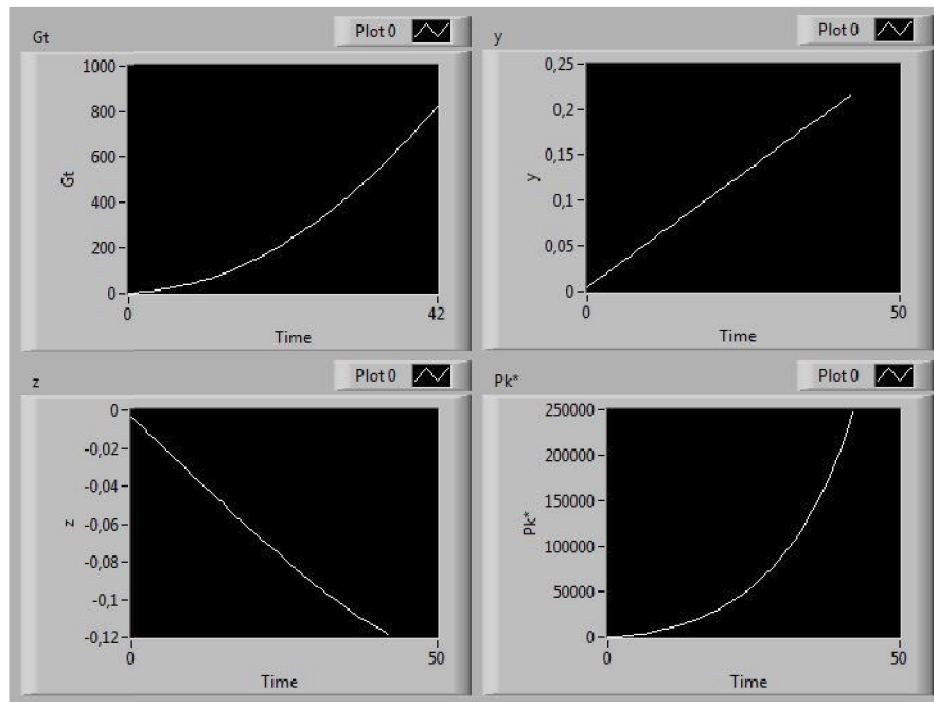 Gt
Plot 0
1000
800
600
400
200
0
Gt
0
42
Time
y
Plot 0
0,25
0,2
0,15
0,1
0,05
0
y
0
50
Time
z
Plot 0
0
-0,02
-0,04
-0,06
-0,08
-0,1
-0,12
z
0
50
Time
Pk*
Plot 0
250000
200000
150000
100000
50000
0
Pk*
0
50
Time